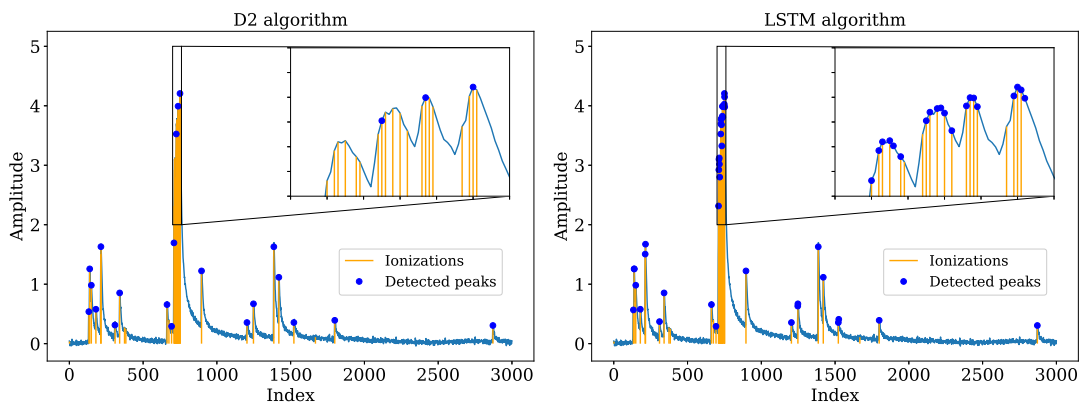 D2 algorithm
5
4
3
2
1
0
Amplitude
Ionizations
Detected peaks
0 500 1000 1500 2000 2500 3000
Index
LSTM algorithm
5
4
3
2
1
0
Amplitude
Ionizations
Detected peaks
0 500 1000 1500 2000 2500 3000
Index